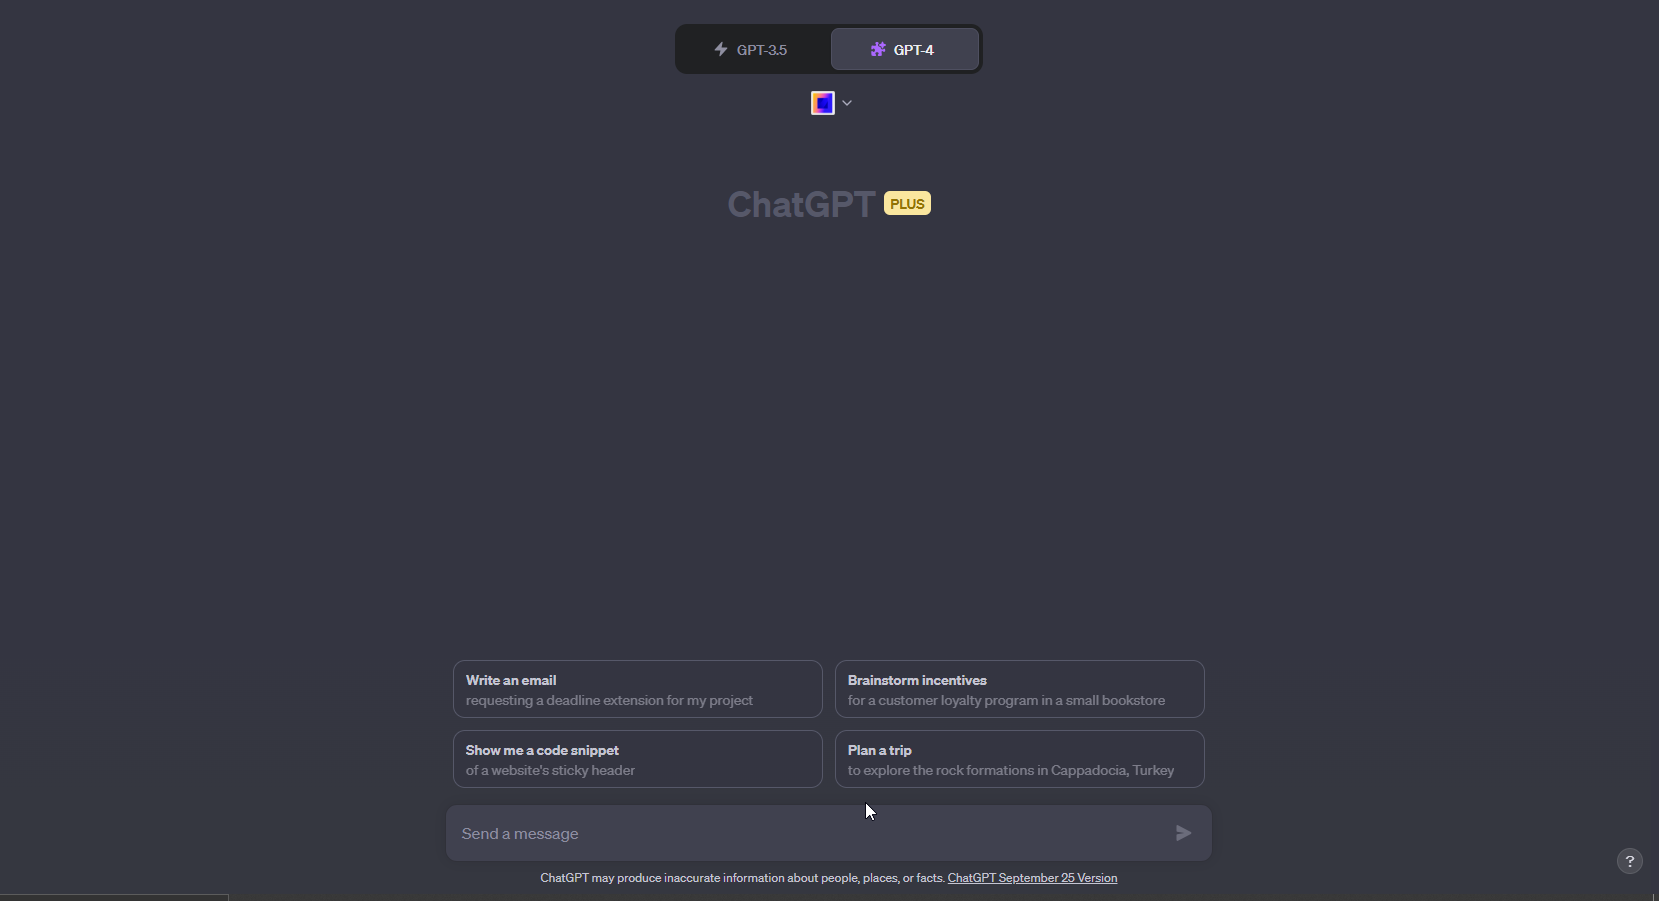 GPT-3.5
GPT-4
ChatGPT PLUS
Write an email
requesting a deadline extension for my project
Brainstorm incentives
for a customer loyalty program in a small bookstore
Show me a code snippet
of a website's sticky header
Plan a trip
to explore the rock formations in Cappadocia, Turkey
Send a message
ChatGPT may produce inaccurate information about people, places, or facts. ChatGPT September 25 Version
?